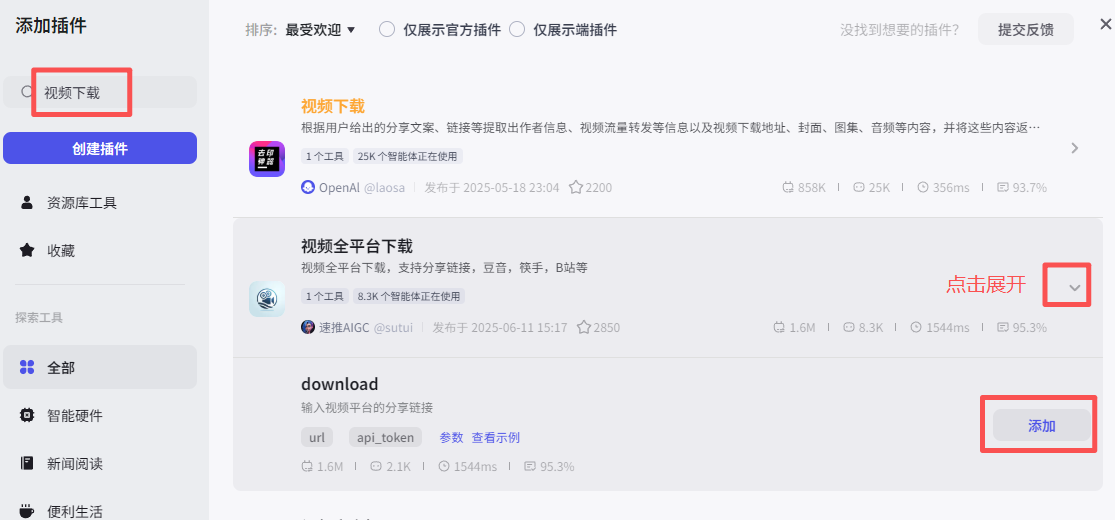 添加插件
视频下载
创建插件
资源库工具
收藏
探索工具
全部
智能硬件
新闻阅读
便利生活
排序: 最受欢迎 仅展示官方插件 仅展示端插件 没找到想要的插件? 提交反馈
视频下载
根据用户给出的分享文案、链接等提取出作者信息、视频流量转发等信息以及视频下载地址、封面、图集、音频等内容，并将这些内容返…
1 个工具 25K 个智能体正在使用
OpenAl @laosa 发布于 2025-05-18 23:04 2200 858K 25K 356ms 93.7%
视频全平台下载
视频全平台下载，支持分享链接，豆音，筷手，B站等
1 个工具 8.3K 个智能体正在使用
点击展开
速推AIGC @sutui 发布于 2025-06-11 15:17 2850 1.6M 8.3K 1544ms 95.3%
download
输入视频平台的分享链接
url api_token 参数 查看示例
添加
1.6M 2.1K 1544ms 95.3%